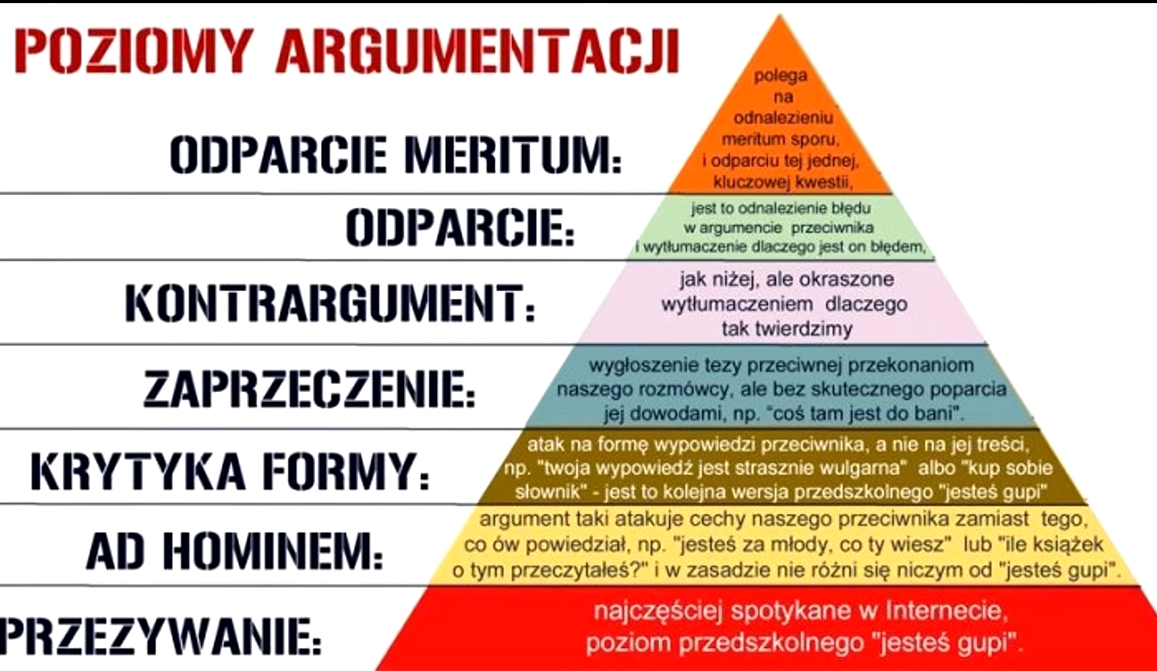 POZIOMY ARGUMENTACJI
ODPARCIE MERITUM:
polega
na
odnalezieniu
meritum sporu,
i odparciu tej jednej,
kluczowej kwestii,
ODPARCIE:
jest to odnalezienie błędu
w argumencie przeciwnika
i wytłumaczenie dlaczego jest on błędem,
KONTRARGUMENT:
jak niżej, ale okraszone
wytłumaczeniem dlaczego
tak twierdzimy
ZAPRZECZENIE:
wygłoszenie tezy przeciwnej przekonaniom
naszego rozmówcy, ale bez skutecznego poparcia
jej dowodami, np. "coś tam jest do bani".
KRYTYKA FORMY:
atak na formę wypowiedzi przeciwnika, a nie na jej treści,
np. "twoja wypowiedź jest strasznie wulgarna" albo "kup sobie
słownik" - jest to kolejna wersja przedszkolnego "jesteś gupi"
AD HOMINEM:
argument taki atakuje cechy naszego przeciwnika zamiast tego,
co ów powiedział, np. "jesteś za młody, co ty wiesz" lub "ile książek
o tym przeczytałeś?" i w zasadzie nie różni się niczym od "jesteś gupi".
PRZEZYWANIE:
najczęściej spotykane w Internecie,
poziom przedszkolnego "jesteś gupi".